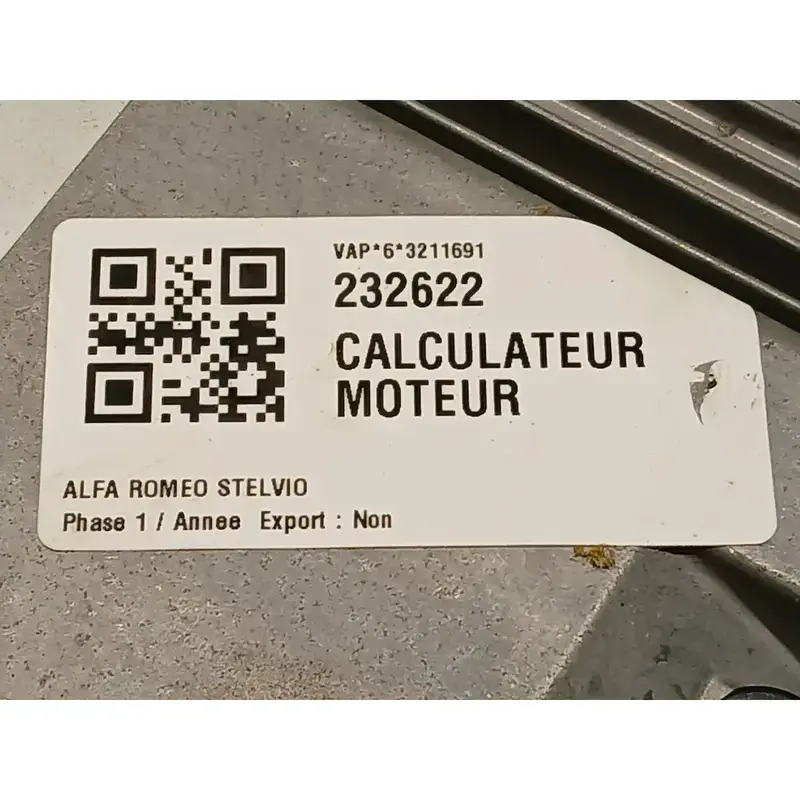 VAP*6*3211691
232622
CALCULATEUR
MOTEUR
ALFA ROMEO STELVIO
Phase 1 / Annee Export : Non